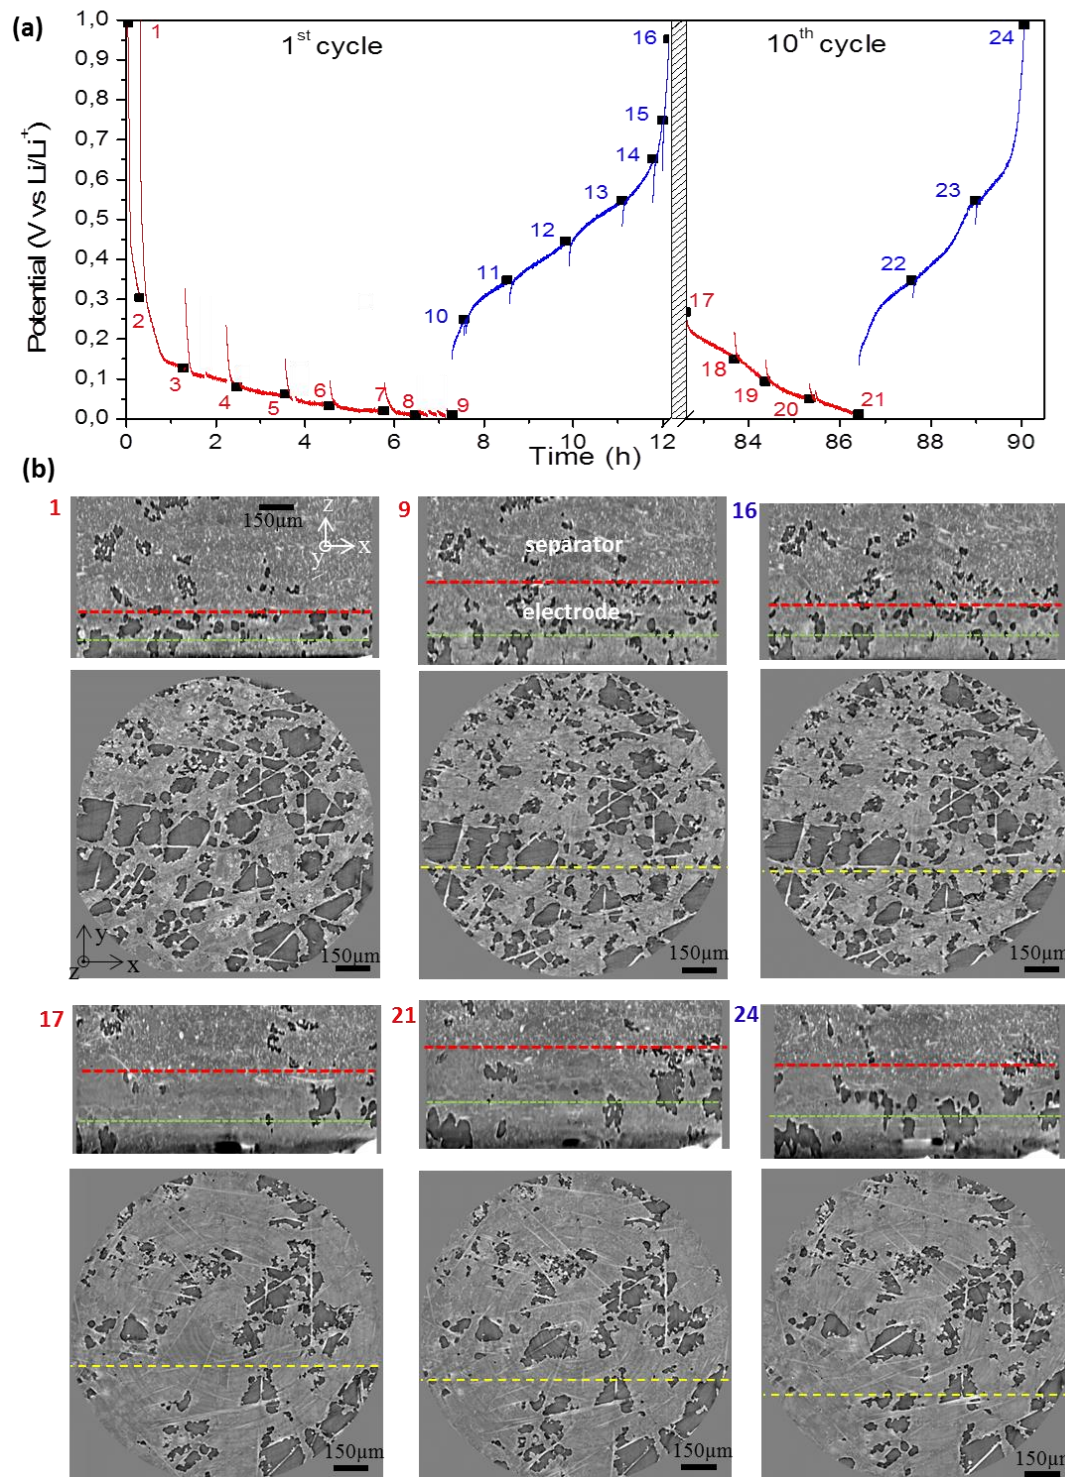 (a)
1st cycle
10th cycle
Potential (V vs Li/Li+)
1,0
0,9
0,8
0,7
0,6
0,5
0,4
0,3
0,2
0,1
0,0
1
2
3
4
5
6
7
8
9
10
11
12
13
14
15
16
17
18
19
20
21
22
23
24
0 2 4 6 8 10 12 84 86 88 90
Time (h)
(b)
1
150µm
z
y x
9
separator
electrode
16
y
z x
150µm
150µm
150µm
17
21
24
150µm
150µm
150µm